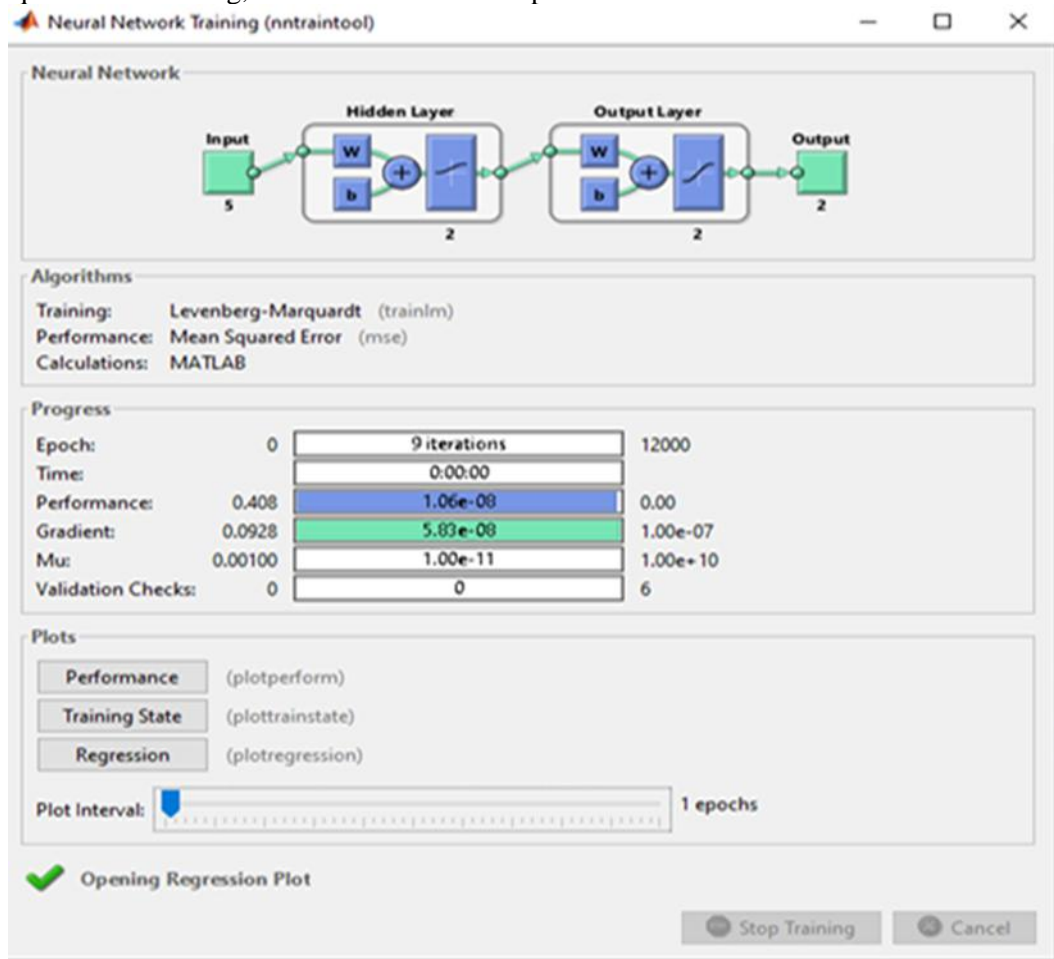 Neural Network Training (nntraintool)
Neural Network
Hidden Layer Output Layer
Input Output
W W
b b
5 2 2 2
Algorithms
Training: Levenberg-Marquardt (trainlm)
Performance: Mean Squared Error (mse)
Calculations: MATLAB
Progress
Epoch: 0 9 iterations 12000
Time: 0:00:00
Performance: 0.408 1.06e-08 0.00
Gradient: 0.0928 5.83e-08 1.00e-07
Mu: 0.00100 1.00e-11 1.00e+10
Validation Checks: 0 0 6
Plots
Performance (plotperform)
Training State (plottrainstate)
Regression (plotregression)
Plot Interval: 1 epochs
Opening Regression Plot
Stop Training Cancel